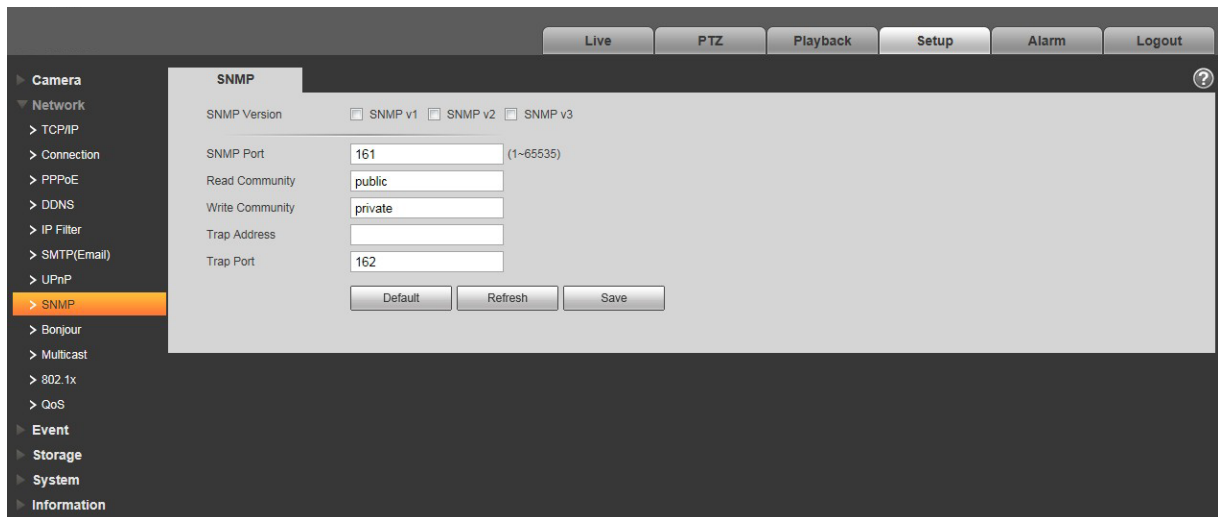 Live PTZ Playback Setup Alarm Logout
Camera
Network
> TCP/IP
> Connection
> PPPoE
> DDNS
> IP Filter
> SMTP(Email)
> UPnP
> SNMP
> Bonjour
> Multicast
> 802.1x
> QoS
Event
Storage
System
Information
SNMP ?
SNMP Version SNMP v1 SNMP v2 SNMP v3
SNMP Port 161 (1~65535)
Read Community public
Write Community private
Trap Address
Trap Port 162
Default Refresh Save